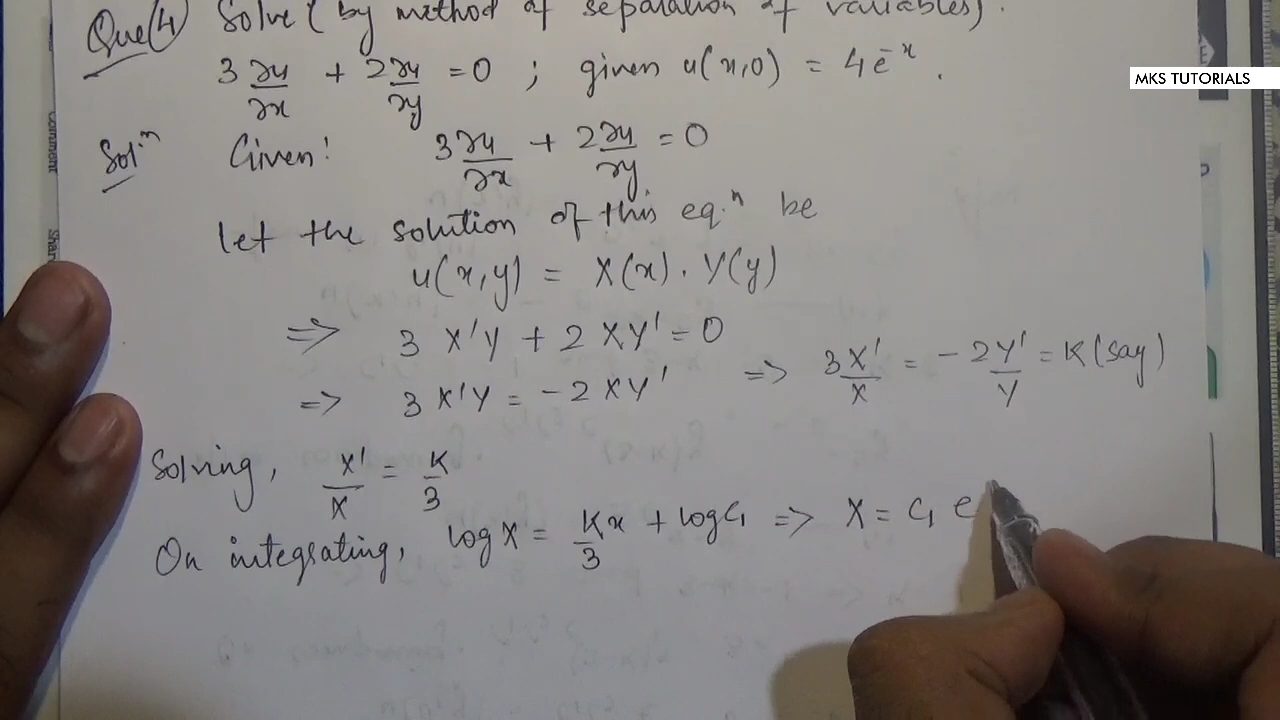 Que(4) Solve (by method of separation of variables).
3 ∂u/∂x + 2 ∂u/∂y = 0 ; given u(x,0) = 4e^-x .
MKS TUTORIALS
Sol.n Given! 3 ∂u/∂x + 2 ∂u/∂y = 0
let the solution of this eq.n be
u(x,y) = X(x) . Y(y)
=> 3 X'Y + 2 XY' = 0
=> 3 X'Y = -2 XY' => 3X'/X = -2Y'/Y = K (say)
Solving, X'/X = K/3
On integrating, log X = K/3 x + log C1 => X = C1 e
comment
Shar